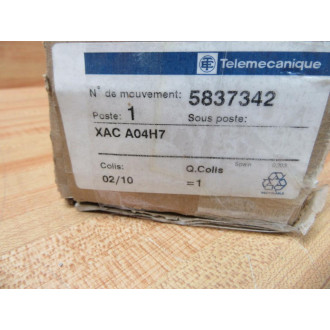 Telemecanique
N° de mouvement: 5837342
Poste: 1 Sous poste:
XAC A04H7
Colis: Q.Colis
02/10 =1